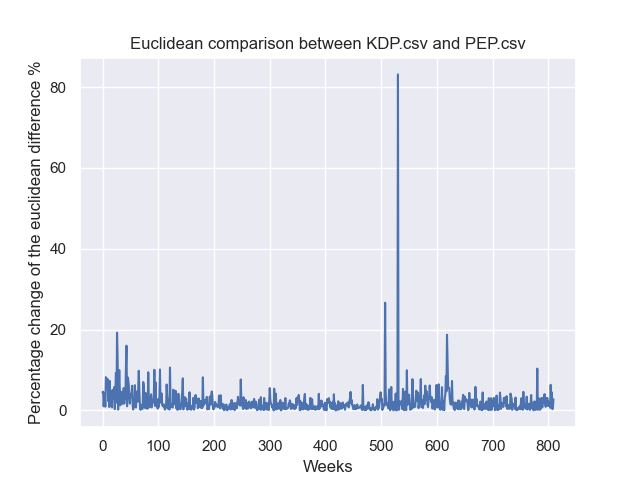 Euclidean comparison between KDP.csv and PEP.csv
Percentage change of the euclidean difference %
80
60
40
20
0
0 100 200 300 400 500 600 700 800
Weeks